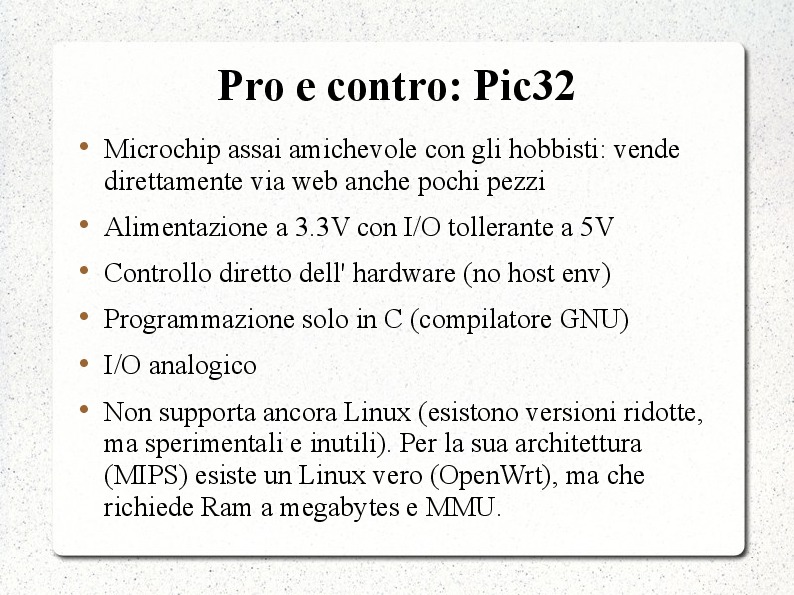 Pro e contro: Pic32
Microchip assai amichevole con gli hobbisti: vende
direttamente via web anche pochi pezzi
Alimentazione a 3.3V con I/O tollerante a 5V
Controllo diretto dell' hardware (no host env)
Programmazione solo in C (compilatore GNU)
I/O analogico
Non supporta ancora Linux (esistono versioni ridotte,
ma sperimentali e inutili). Per la sua architettura
(MIPS) esiste un Linux vero (OpenWrt), ma che
richiede Ram a megabytes e MMU.